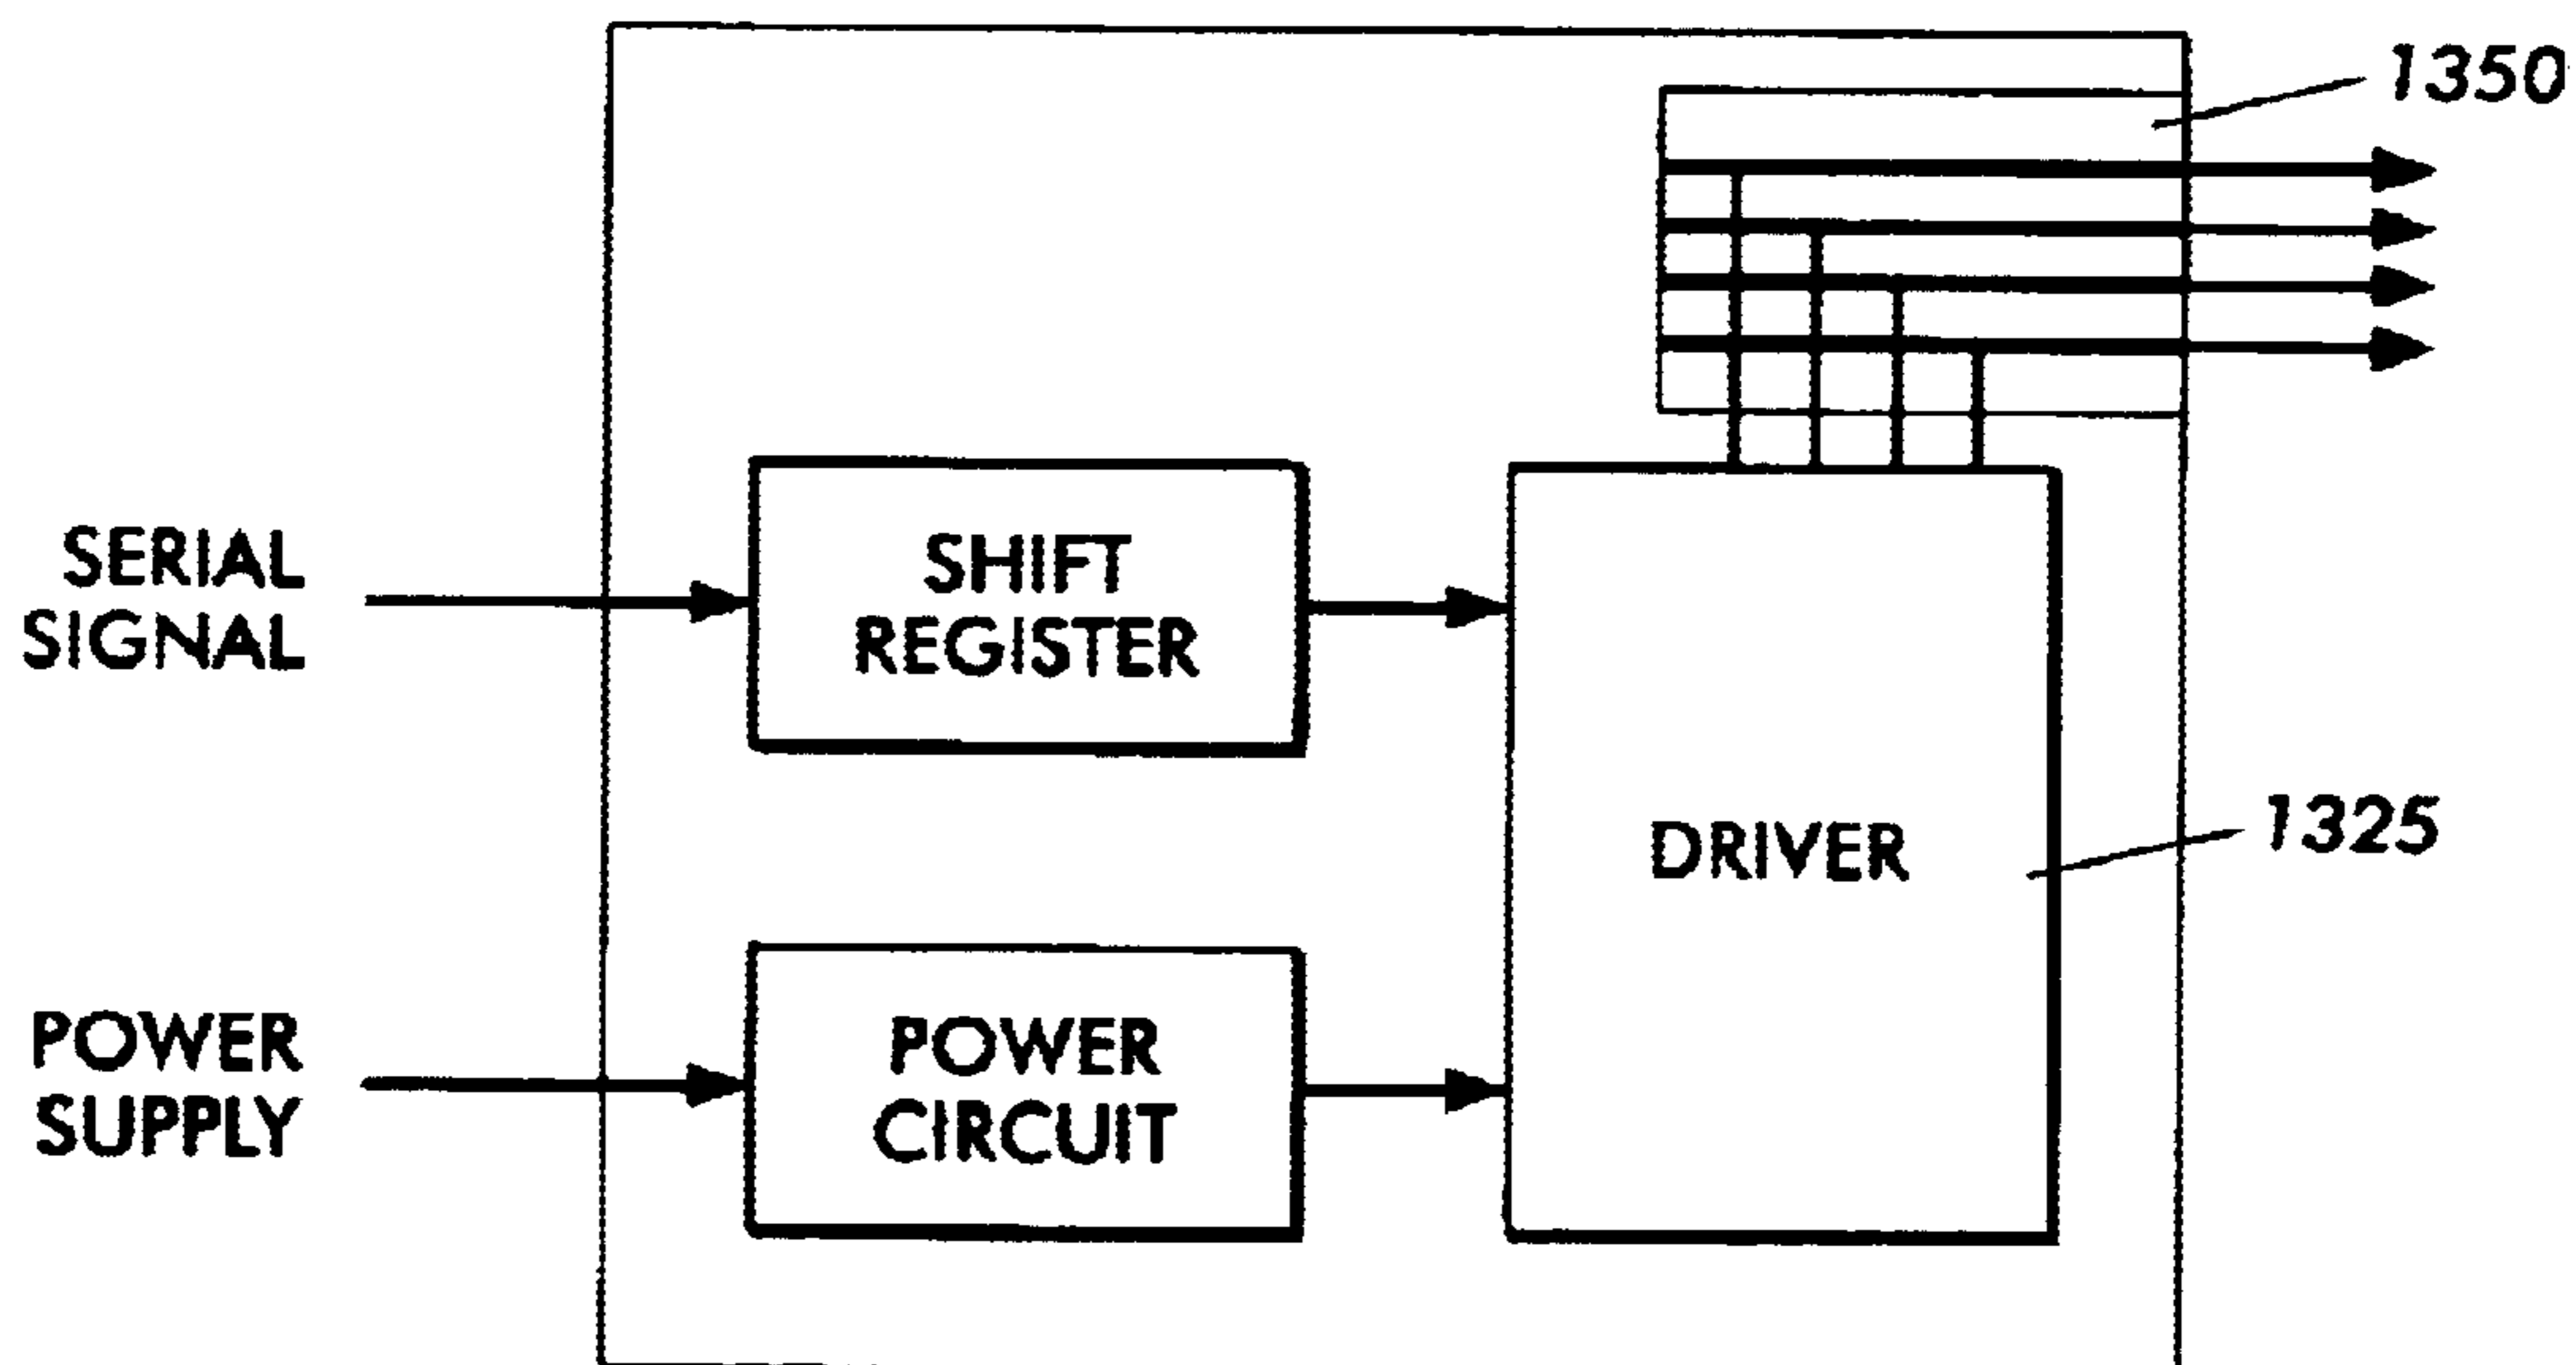 1350
SERIAL
SIGNAL
SHIFT
REGISTER
DRIVER
1325
POWER
SUPPLY
POWER
CIRCUIT